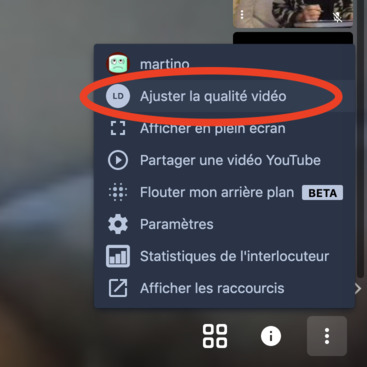 martino
LD Ajuster la qualité vidéo
Afficher en plein écran
Partager une vidéo YouTube
Flouter mon arrière plan BETA
Paramètres
Statistiques de l'interlocuteur
Afficher les raccourcis